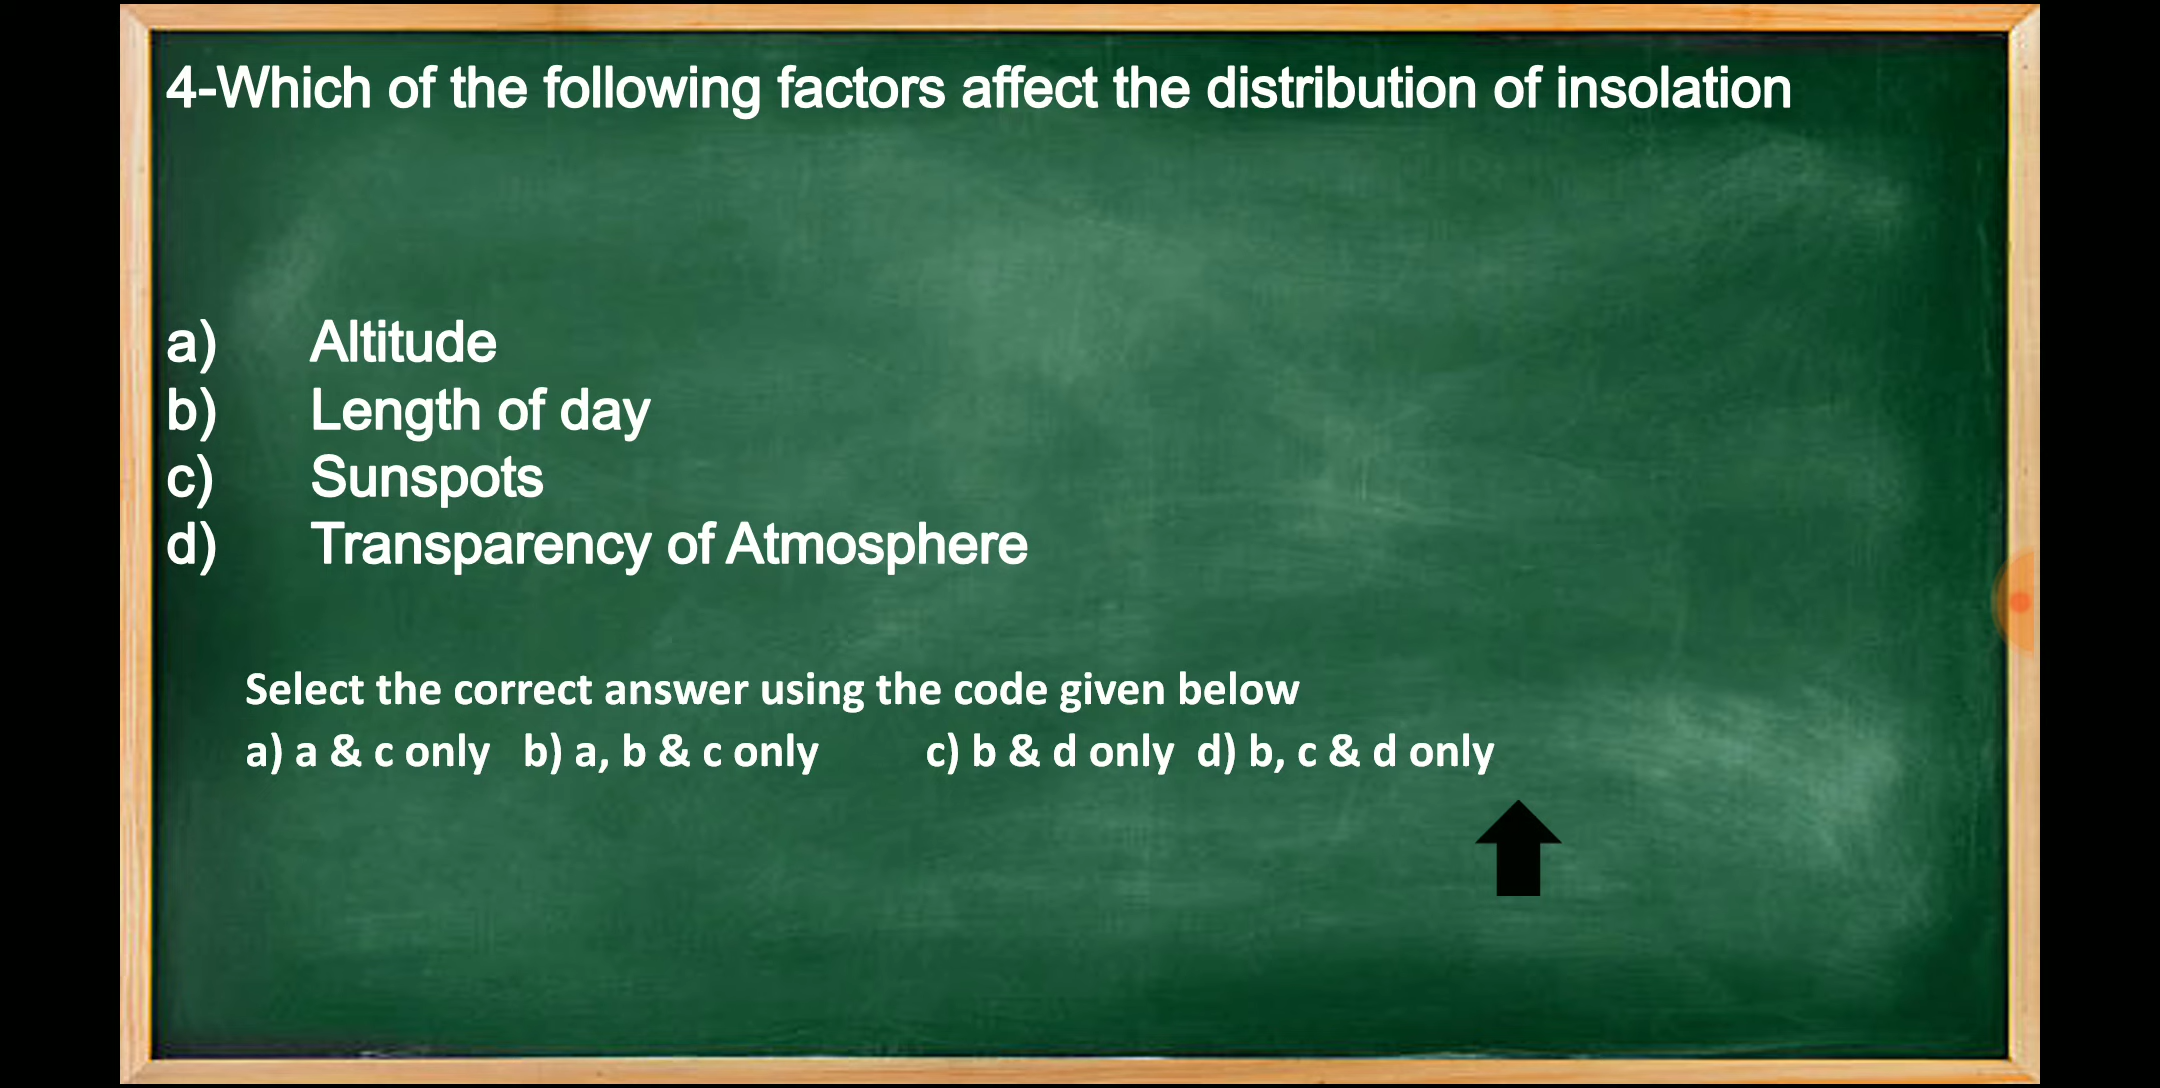 4-Which of the following factors affect the distribution of insolation
a) Altitude
b) Length of day
c) Sunspots
d) Transparency of Atmosphere
Select the correct answer using the code given below
a) a & c only b) a, b & c only c) b & d only d) b, c & d only